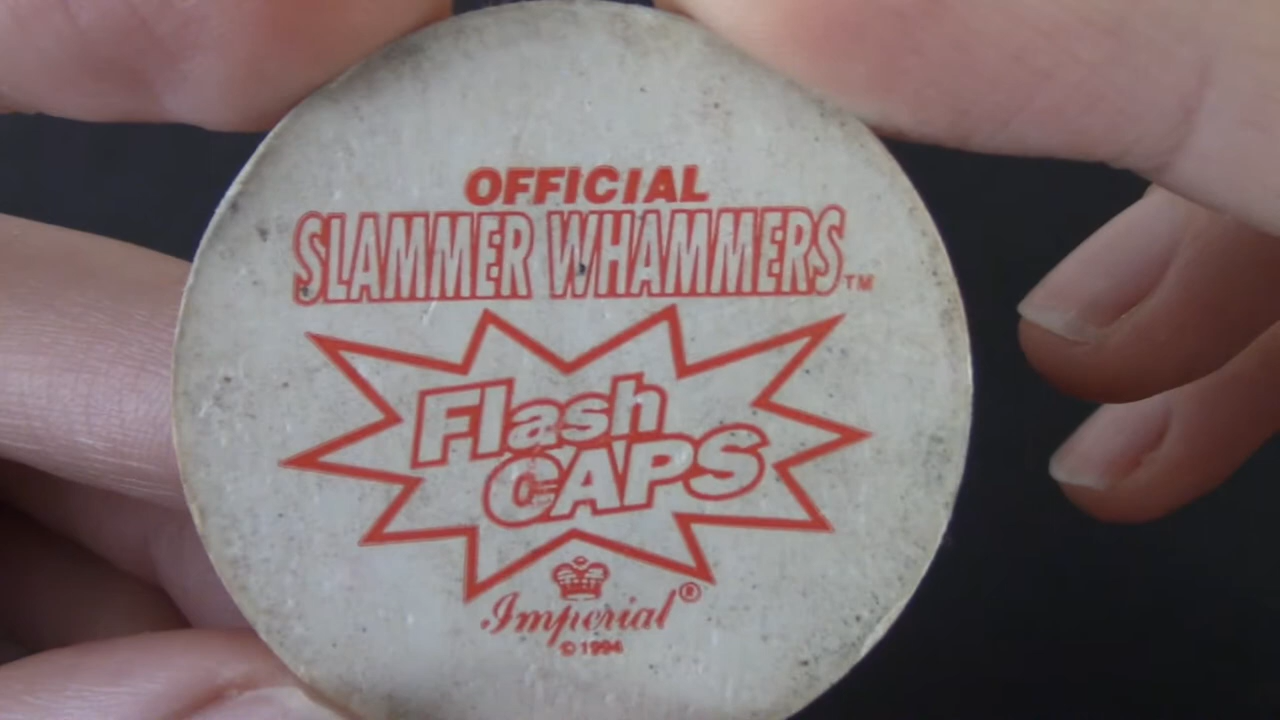 OFFICIAL
SLAMMER WHAMMERS™
Flash
CAPS
Imperial®
© 1994